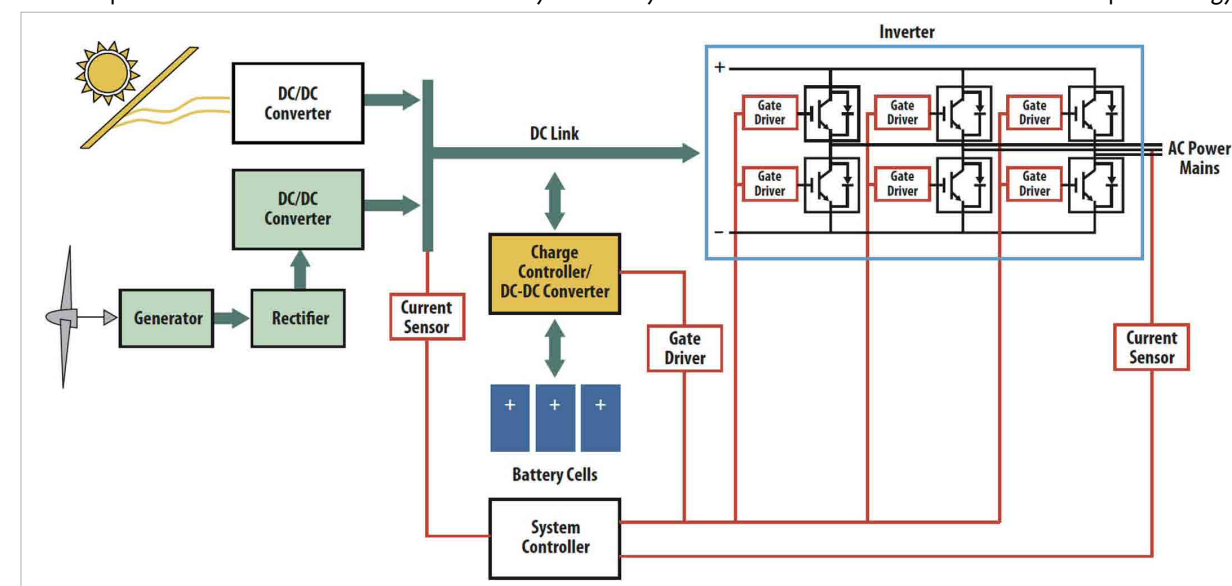 Inverter
DC/DC
Converter
DC Link
DC/DC
Converter
Generator
Rectifier
Current
Sensor
Charge
Controller/
DC-DC Converter
Gate
Driver
+ + +
Battery Cells
System
Controller
+
Gate
Driver
Gate
Driver
Gate
Driver
Gate
Driver
Gate
Driver
Gate
Driver
–
AC Power
Mains
Current
Sensor